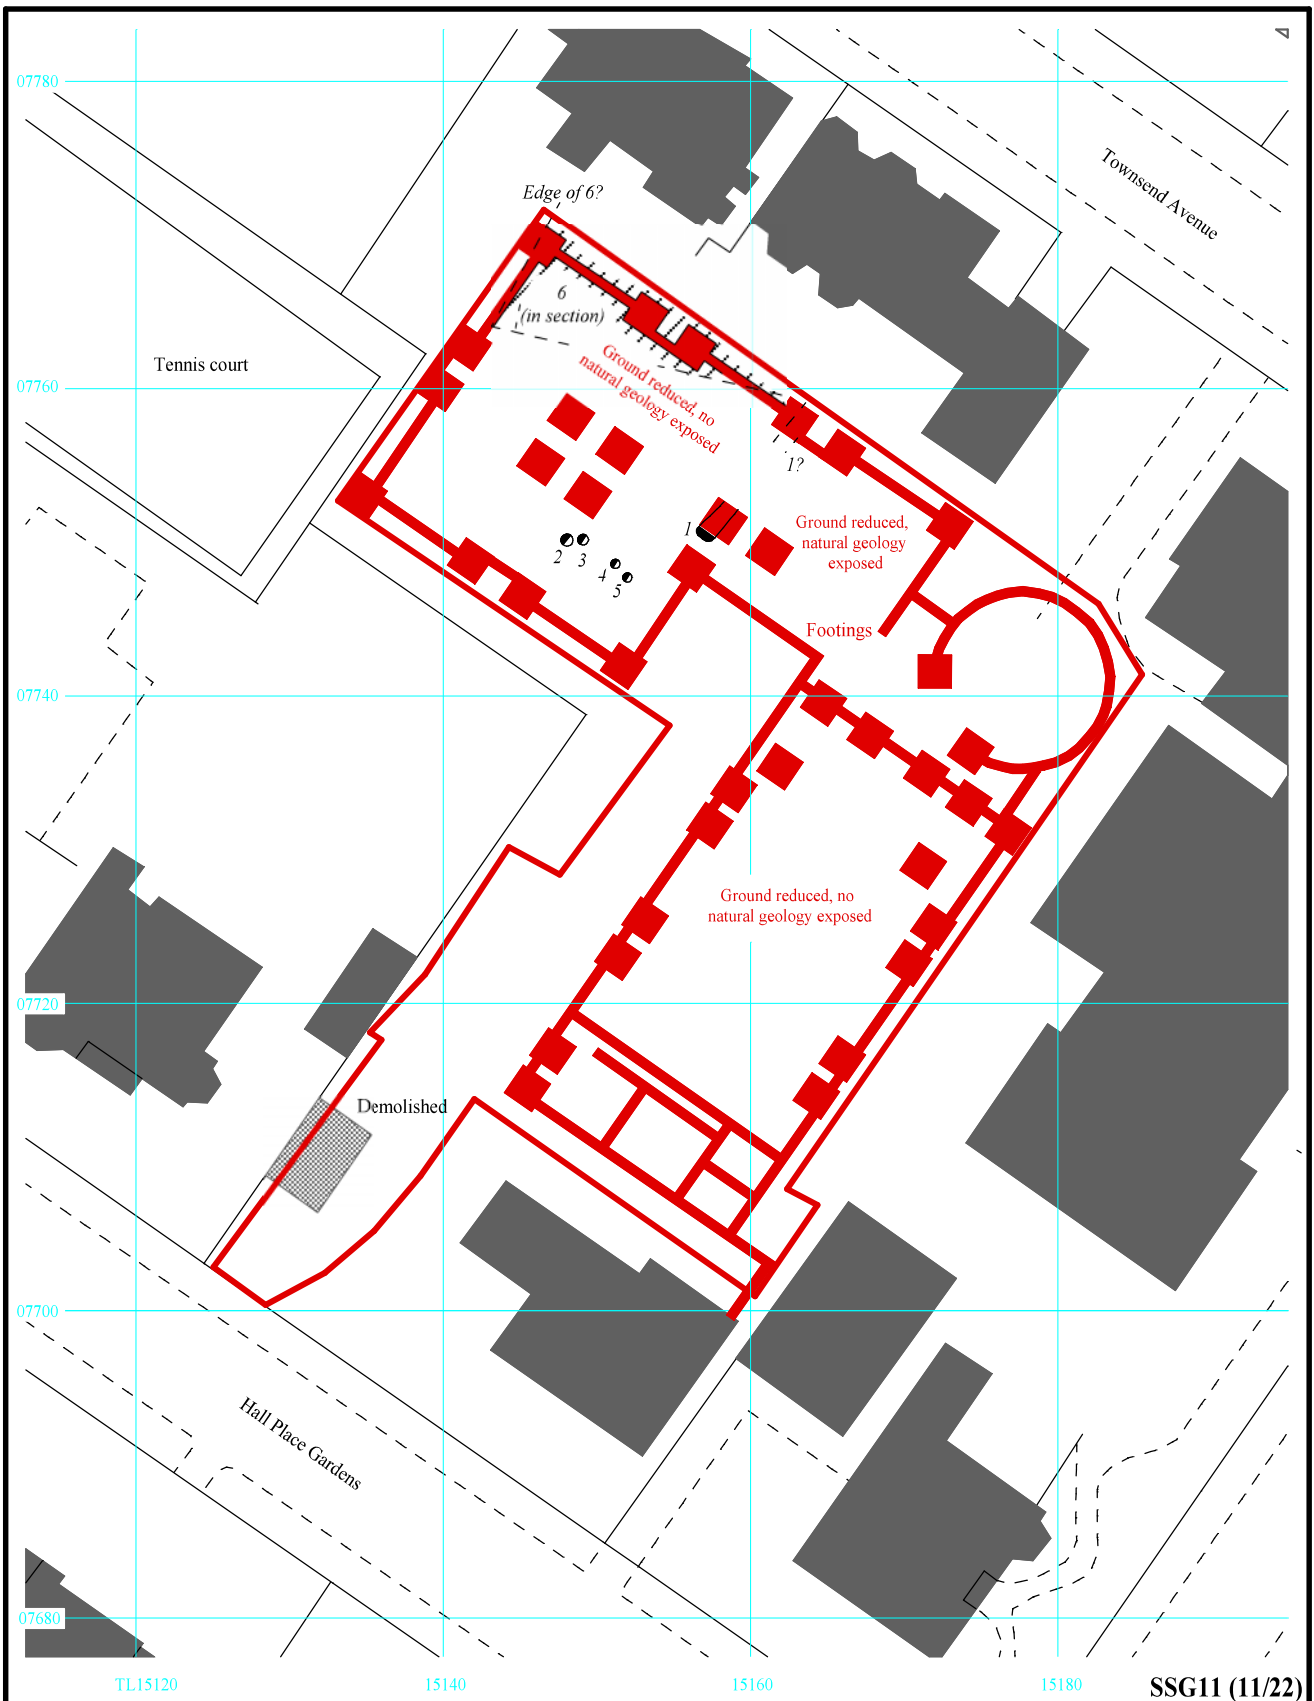 07780
Townsend Avenue
Edge of 6?
6
(in section)
Tennis court
Ground reduced, no
natural geology exposed
07760
1?
1
Ground reduced,
natural geology
exposed
2
3
4
5
Footings
07740
Ground reduced, no
natural geology exposed
07720
Demolished
07700
Hall Place Gardens
07680
TL15120
15140
15160
15180
SSG11 (11/22)